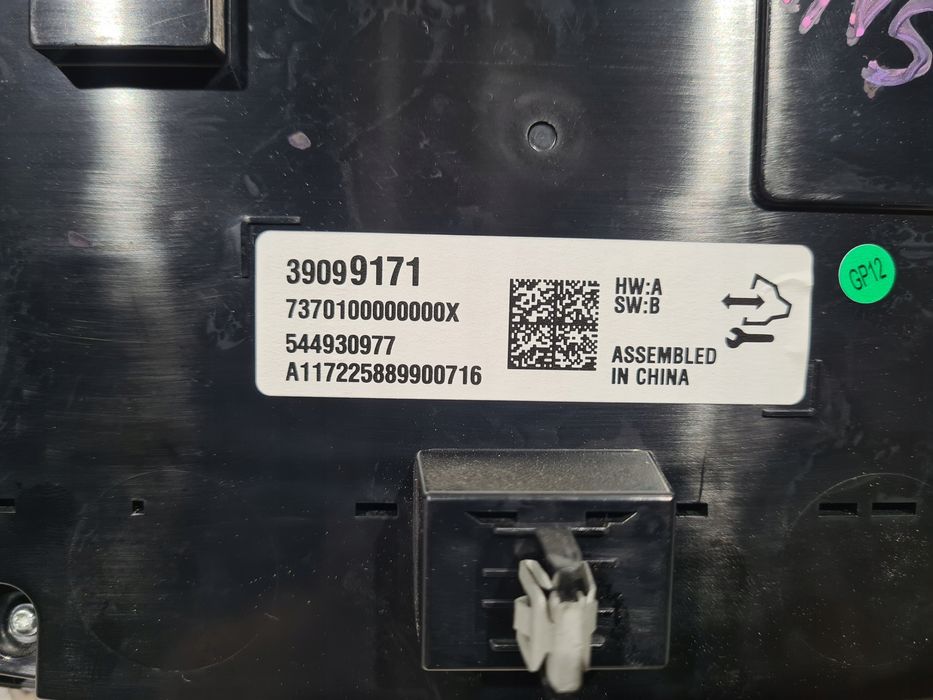 39099171
7370100000000X
544930977
A117225889900716
HW:A
SW:B
ASSEMBLED
IN CHINA
GP12